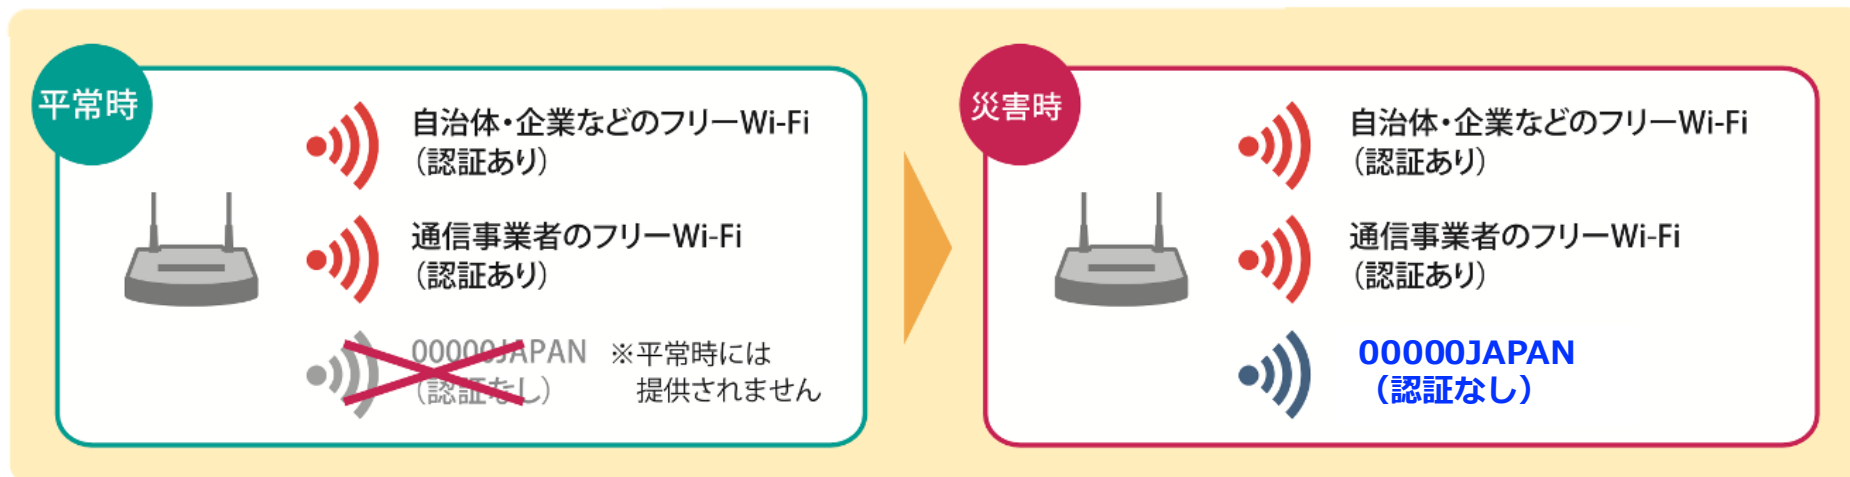 平常時
自治体・企業などのフリーWi-Fi
（認証あり）
通信事業者のフリーWi-Fi
（認証あり）
00000JAPAN
（認証なし）
※平常時には
提供されません
災害時
自治体・企業などのフリーWi-Fi
（認証あり）
通信事業者のフリーWi-Fi
（認証あり）
00000JAPAN
（認証なし）